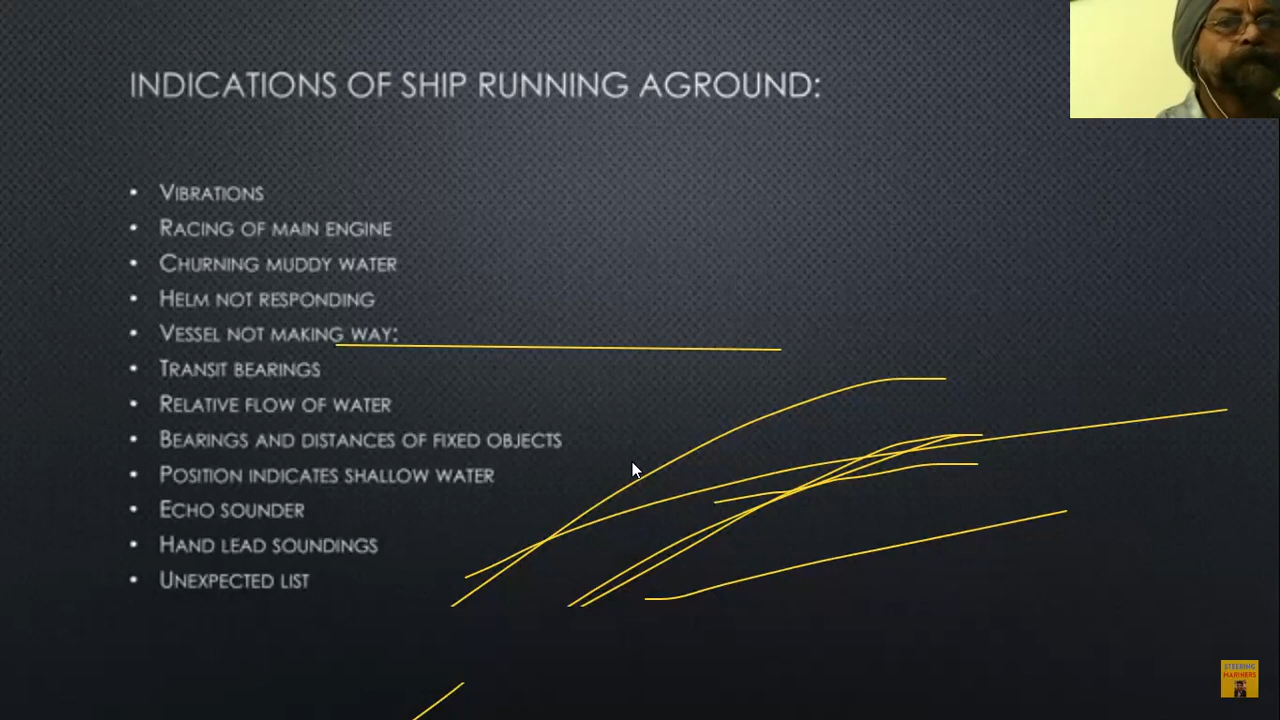 INDICATIONS OF SHIP RUNNING AGROUND:
• VIBRATIONS
• RACING OF MAIN ENGINE
• CHURNING MUDDY WATER
• HELM NOT RESPONDING
• VESSEL NOT MAKING WAY:
• TRANSIT BEARINGS
• RELATIVE FLOW OF WATER
• BEARINGS AND DISTANCES OF FIXED OBJECTS
• POSITION INDICATES SHALLOW WATER
• ECHO SOUNDER
• HAND LEAD SOUNDINGS
• UNEXPECTED LIST
STEERING
MARINERS